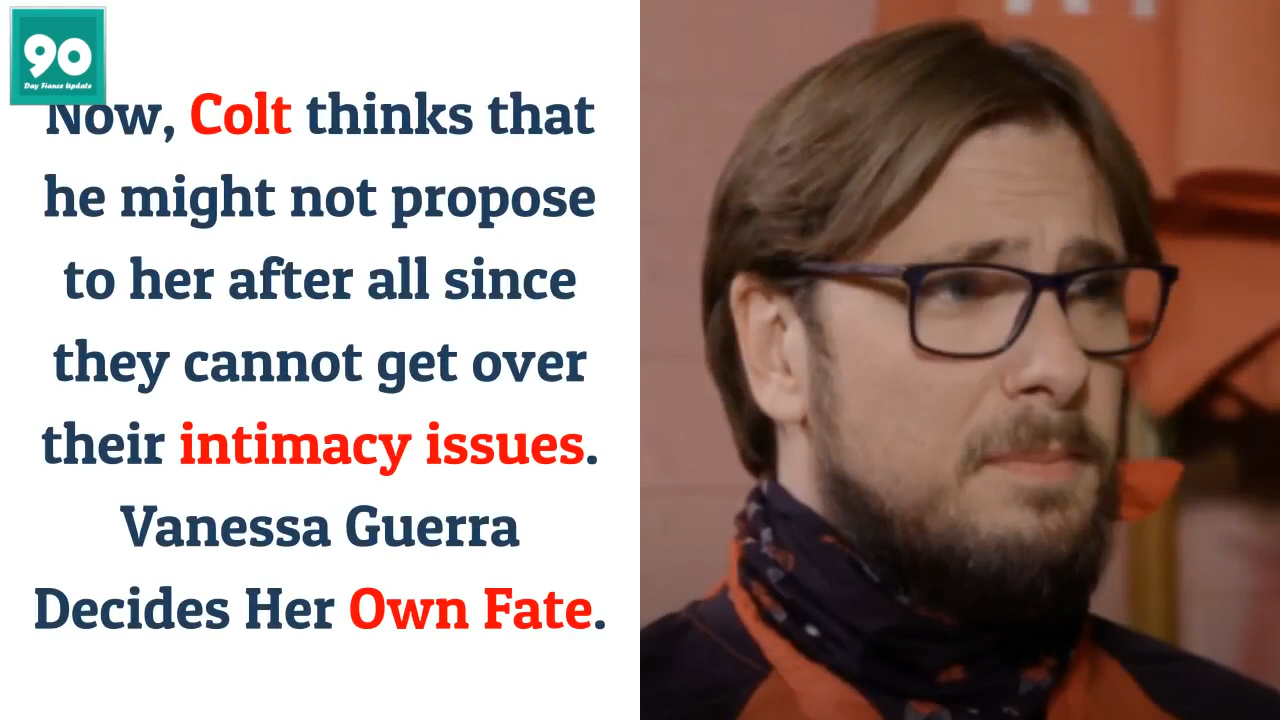 90
Day Fiance Update
Now, Colt thinks that
he might not propose
to her after all since
they cannot get over
their intimacy issues.
Vanessa Guerra
Decides Her Own Fate.